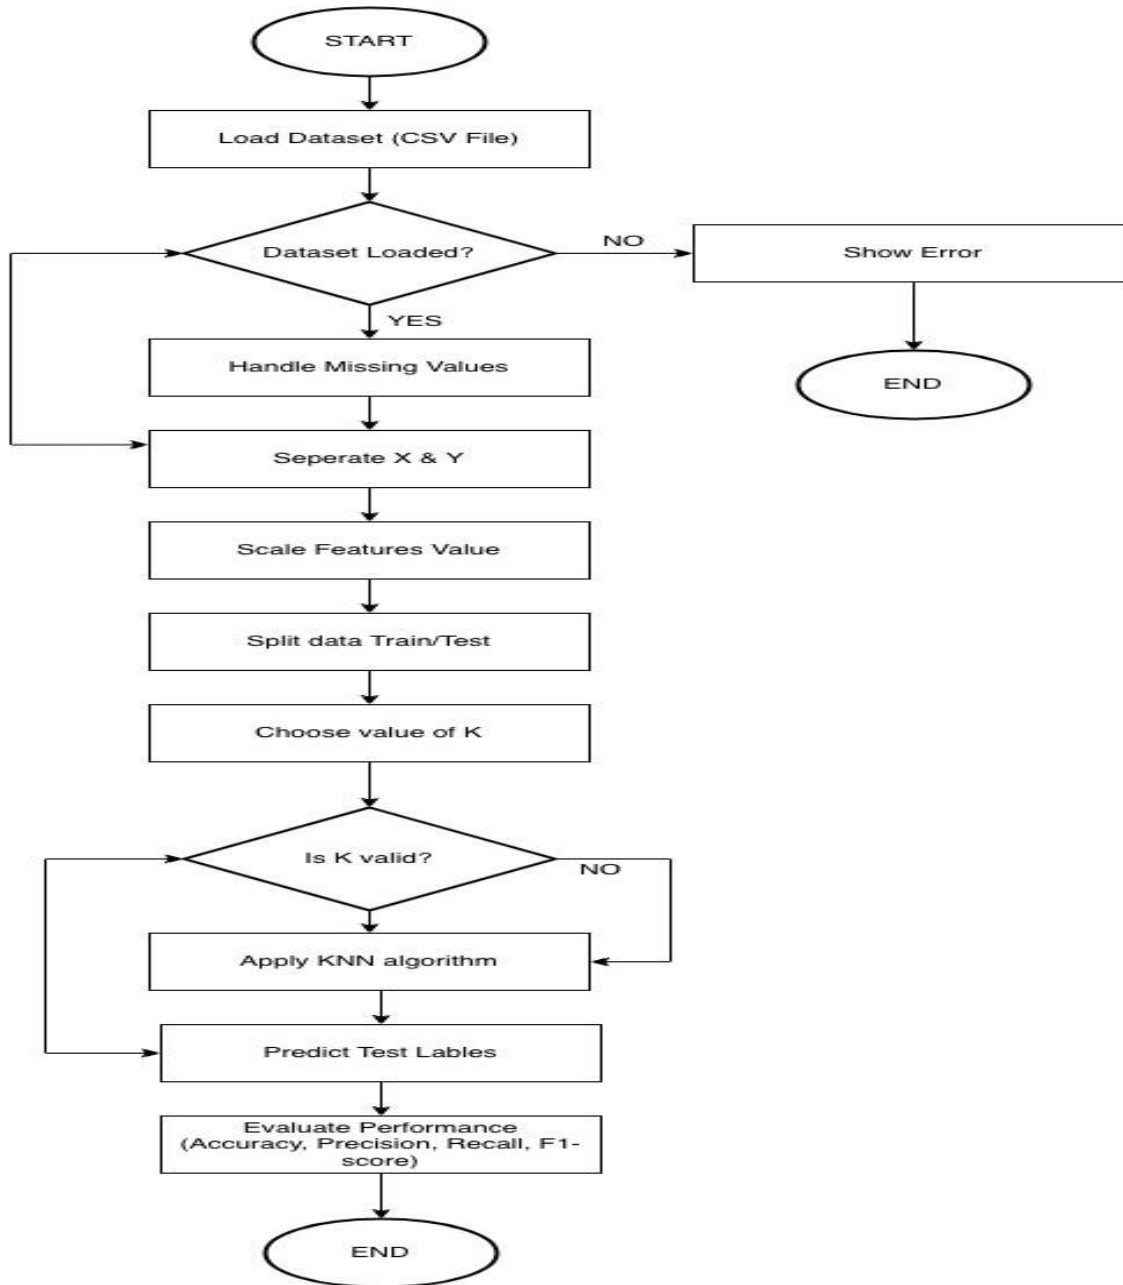 START
Load Dataset (CSV File)
Dataset Loaded?
NO
Show Error
YES
Handle Missing Values
END
Seperate X & Y
Scale Features Value
Split data Train/Test
Choose value of K
Is K valid?
NO
Apply KNN algorithm
Predict Test Lables
Evaluate Performance
(Accuracy, Precision, Recall, F1-
score)
END